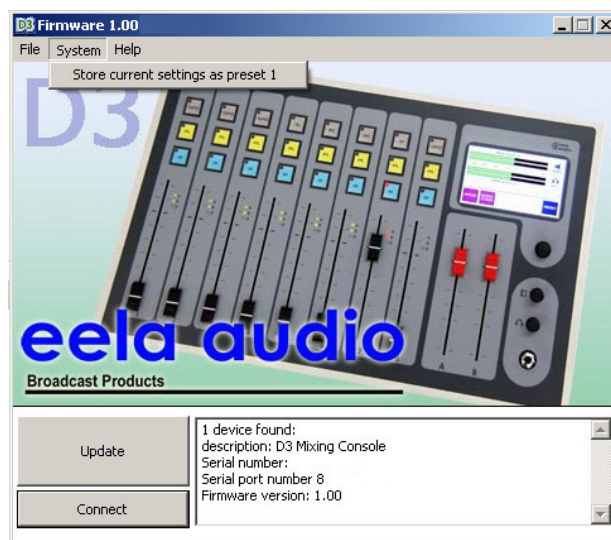 D3 Firmware 1.00
File System Help
Store current settings as preset 1
D3
eela audio
Broadcast Products
A B
Update
Connect
1 device found:
description: D3 Mixing Console
Serial number:
Serial port number 8
Firmware version: 1.00